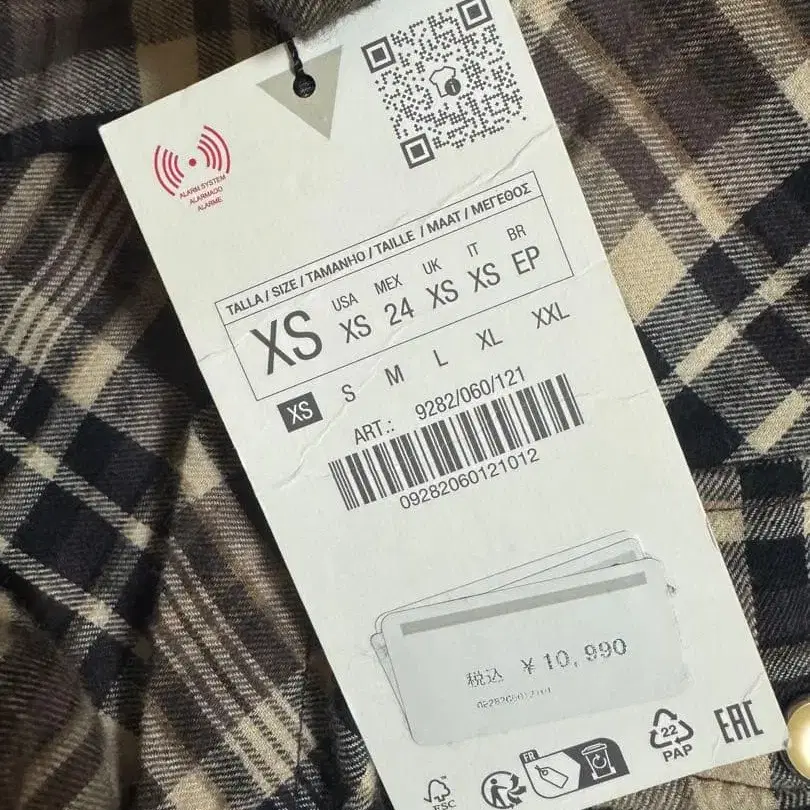 ALARM SYSTEM
ALARMADO
ALARME
TALLA / SIZE / TAMANHO / TAILLE / MAAT / ΜΕΓΕΘΟΣ
XS USA MEX UK IT BR
XS 24 XS XS EP
XS S M L XL XXL
ART.: 9282/060/121
09282060121012
税込 ¥10,990
FR
22
PAP
EAC
FSC